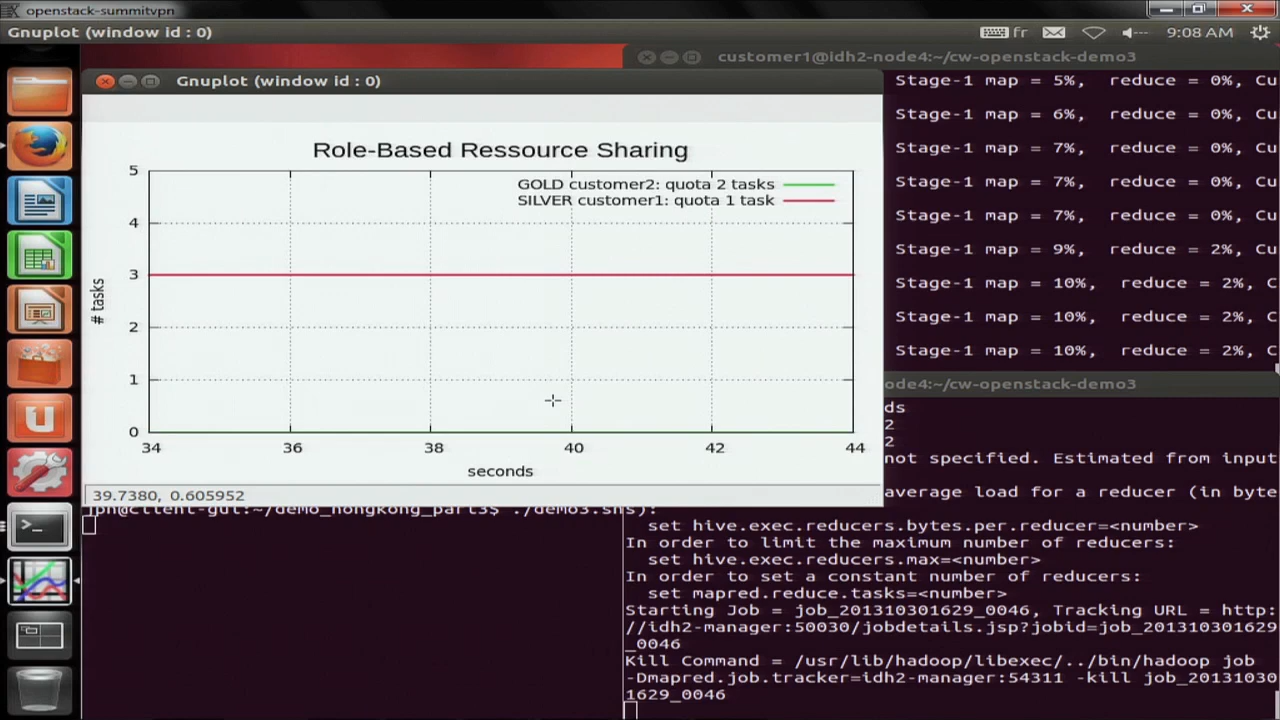 openstack-summitvpn
Gnuplot (window id : 0)
fr
9:08 AM
customer1@idh2-node4:~/cw-openstack-demo3
Gnuplot (window id : 0)
Role-Based Ressource Sharing
GOLD customer2: quota 2 tasks
SILVER customer1: quota 1 task
# tasks
5
4
3
2
1
0
34 36 38 40 42 44
seconds
39.7380, 0.605952
Stage-1 map = 5%,  reduce = 0%, Cu
Stage-1 map = 6%,  reduce = 0%, Cu
Stage-1 map = 7%,  reduce = 0%, Cu
Stage-1 map = 7%,  reduce = 0%, Cu
Stage-1 map = 7%,  reduce = 0%, Cu
Stage-1 map = 9%,  reduce = 2%, Cu
Stage-1 map = 10%,  reduce = 2%, C
Stage-1 map = 10%,  reduce = 2%, C
Stage-1 map = 10%,  reduce = 2%, C
node4:~/cw-openstack-demo3
ds
2
2
not specified. Estimated from input
average load for a reducer (in byte
s):
set hive.exec.reducers.bytes.per.reducer=<number>
In order to limit the maximum number of reducers:
set hive.exec.reducers.max=<number>
In order to set a constant number of reducers:
set mapred.reduce.tasks=<number>
Starting Job = job_201310301629_0046, Tracking URL = http:
//idh2-manager:50030/jobdetails.jsp?jobid=job_201310301629
_0046
Kill Command = /usr/lib/hadoop/libexec/../bin/hadoop job
-Dmapred.job.tracker=idh2-manager:54311 -kill job_20131030
1629_0046